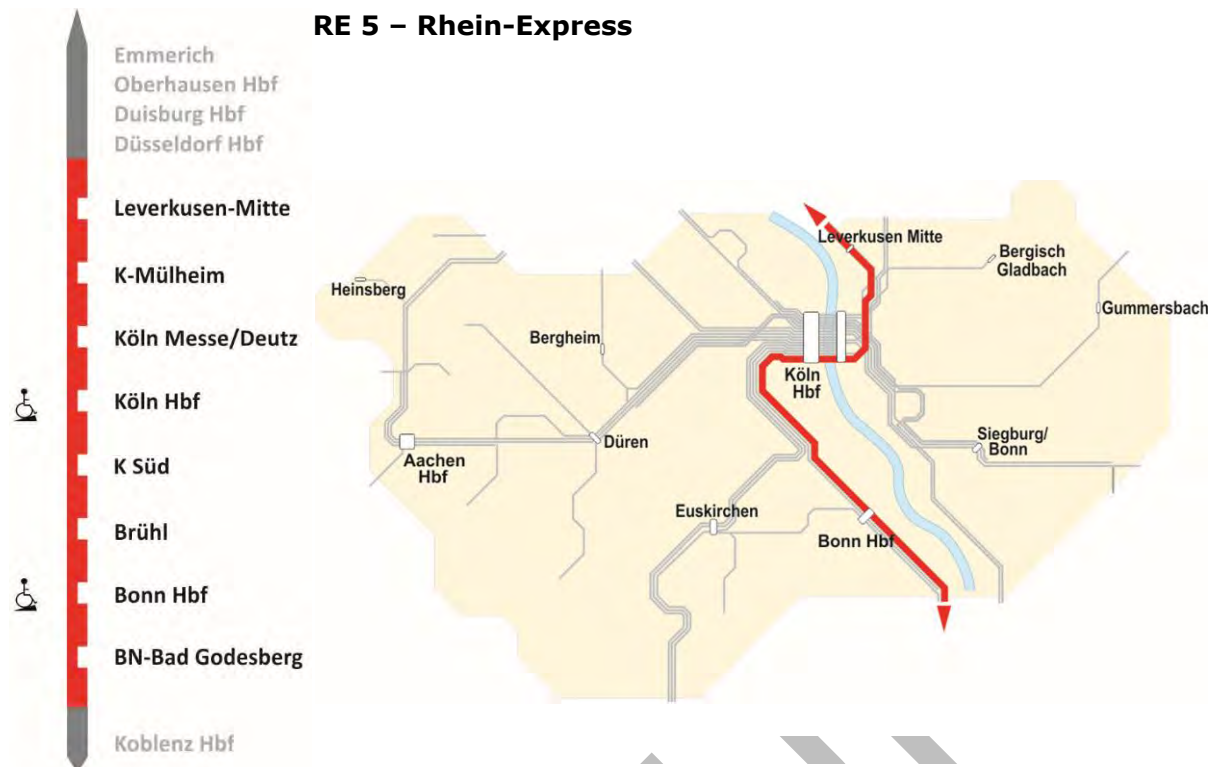 RE 5 – Rhein-Express
Emmerich
Oberhausen Hbf
Duisburg Hbf
Düsseldorf Hbf
Leverkusen-Mitte
K-Mülheim
Köln Messe/Deutz
Köln Hbf
K Süd
Brühl
Bonn Hbf
BN-Bad Godesberg
Koblenz Hbf
Leverkusen Mitte
Bergisch
Gladbach
Heinsberg
Gummersbach
Bergheim
Köln
Hbf
Düren
Siegburg/
Bonn
Aachen
Hbf
Euskirchen
Bonn Hbf